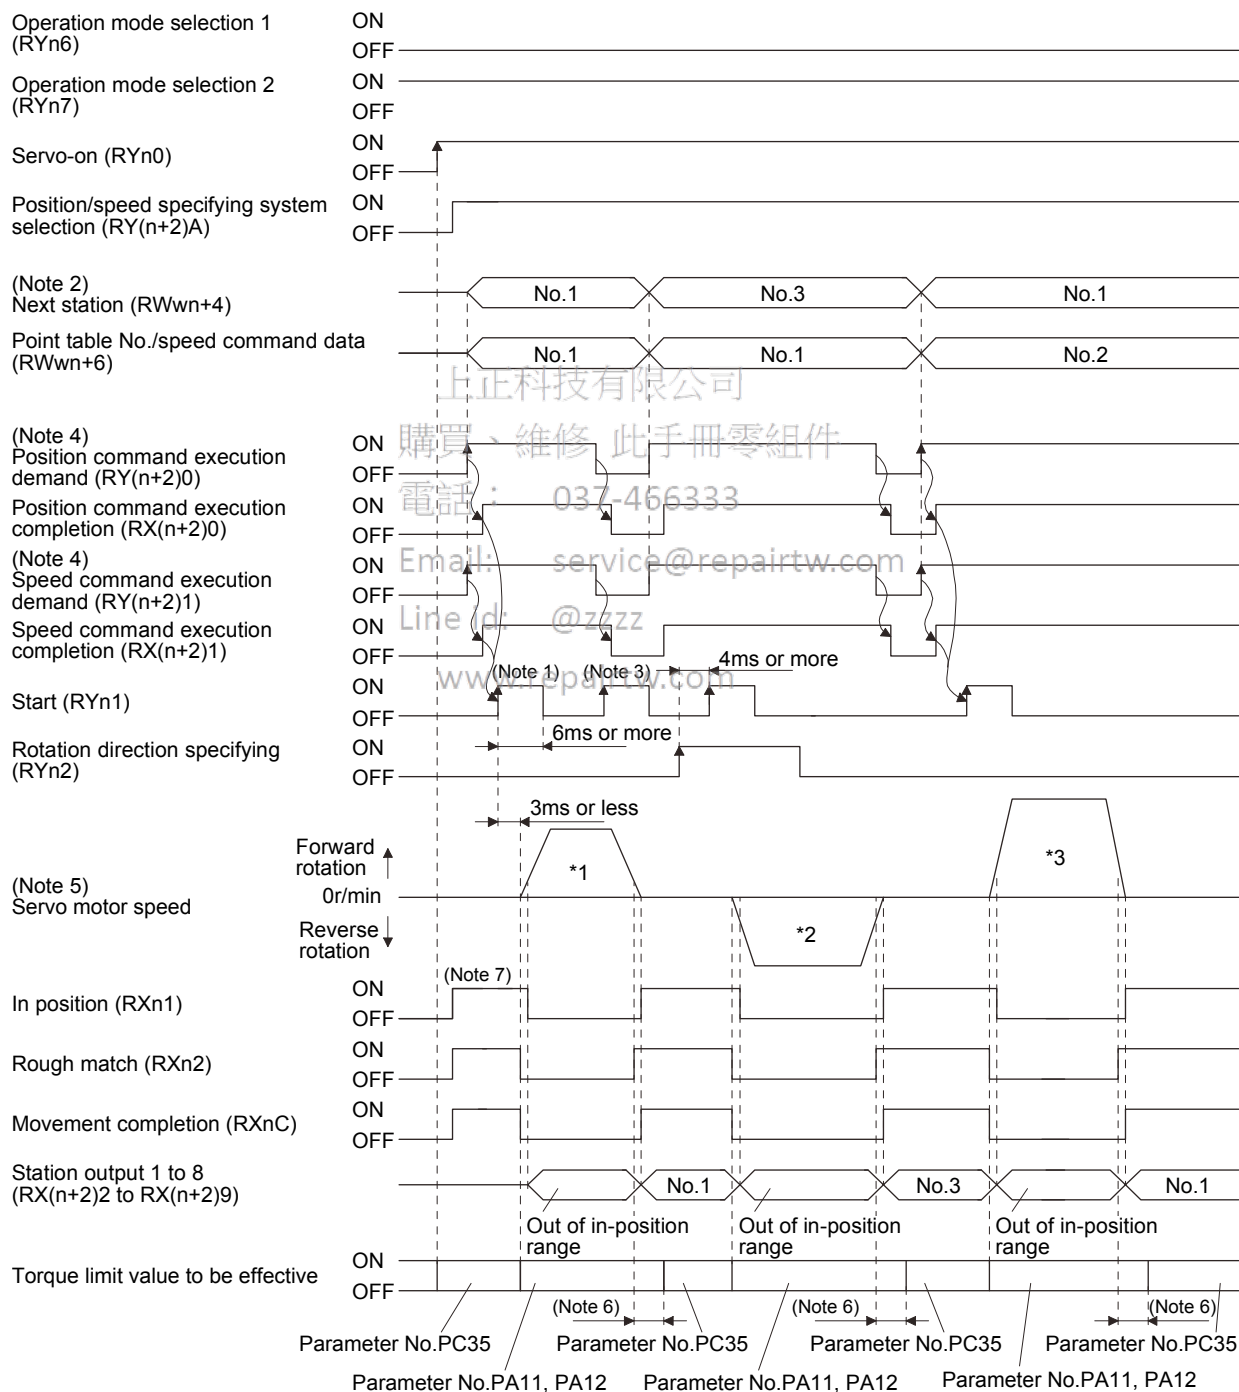 Operation mode selection 1
(RYn6)
ON
OFF
Operation mode selection 2
(RYn7)
ON
OFF
Servo-on (RYn0)
ON
OFF
Position/speed specifying system
selection (RY(n+2)A)
ON
OFF
(Note 2)
Next station (RWwn+4)
No.1
No.3
No.1
Point table No./speed command data
(RWwn+6)
No.1
No.1
No.2
上正科技有限公司
(Note 4)
Position command execution
demand (RY(n+2)0)
ON
OFF
購買、維修 此手冊零組件
Position command execution
completion (RX(n+2)0)
ON
OFF
電話: 037-466333
(Note 4)
Speed command execution
demand (RY(n+2)1)
ON
OFF
Email: service@repairtw.com
Speed command execution
completion (RX(n+2)1)
ON
OFF
Line id: @zzzz
www.repairtw.com
Start (RYn1)
ON
OFF
(Note 1)
(Note 3)
4ms or more
6ms or more
Rotation direction specifying
(RYn2)
ON
OFF
3ms or less
(Note 5)
Servo motor speed
Forward
rotation
0r/min
Reverse
rotation
*1
*2
*3
In position (RXn1)
ON
OFF
(Note 7)
Rough match (RXn2)
ON
OFF
Movement completion (RXnC)
ON
OFF
Station output 1 to 8
(RX(n+2)2 to RX(n+2)9)
No.1
No.3
No.1
Out of in-position
range
Out of in-position
range
Out of in-position
range
Torque limit value to be effective
ON
OFF
(Note 6)
(Note 6)
(Note 6)
Parameter No.PC35
Parameter No.PC35
Parameter No.PC35
Parameter No.PC35
Parameter No.PA11, PA12
Parameter No.PA11, PA12
Parameter No.PA11, PA12